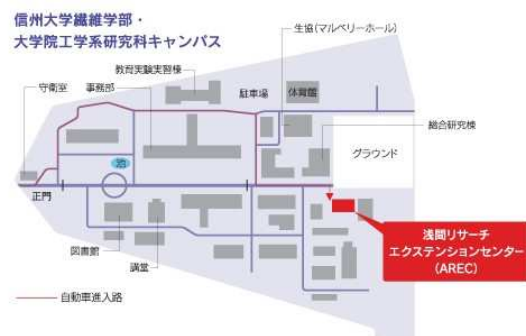 信州大学繊維学部・
大学院工学系研究科キャンパス
生協(マルベリーホール)
教育実験実習棟
守衛室
事務部
駐車場
体育館
総合研究棟
グラウンド
池
正門
図書館
講堂
浅間リサーチ
エクステンションセンター
(AREC)
自動車進入路